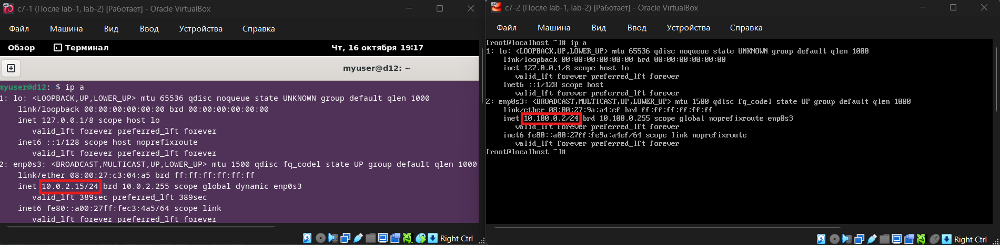 c7-1 (После lab-1, lab-2) [Работает] - Oracle VirtualBox
Файл Машина Вид Ввод Устройства Справка
Обзор Терминал Чт, 16 октября 19:17
myuser@d12: ~
myuser@d12: $ ip a
1: lo: <LOOPBACK,UP,LOWER_UP> mtu 65536 qdisc noqueue state UNKNOWN group default qlen 1000
link/loopback 00:00:00:00:00:00 brd 00:00:00:00:00:00
inet 127.0.0.1/8 scope host lo
valid_lft forever preferred_lft forever
inet6 ::1/128 scope host noprefixroute
valid_lft forever preferred_lft forever
2: enp0s3: <BROADCAST,MULTICAST,UP,LOWER_UP> mtu 1500 qdisc fq_codel state UP group default qlen 1000
link/ether 08:00:27:c3:04:a5 brd ff:ff:ff:ff:ff:ff
inet 10.0.2.15/24 brd 10.0.2.255 scope global dynamic enp0s3
valid_lft 389sec preferred_lft 389sec
inet6 fe80::a00:27ff:fec3:4a5/64 scope link
valid_lft forever preferred_lft forever
Right Ctrl
c7-2 (После lab-1, lab-2) [Работает] - Oracle VirtualBox
Файл Машина Вид Ввод Устройства Справка
[root@localhost ~]# ip a
1: lo: <LOOPBACK,UP,LOWER_UP> mtu 65536 qdisc noqueue state UNKNOWN group default qlen 1000
link/loopback 00:00:00:00:00:00 brd 00:00:00:00:00:00
inet 127.0.0.1/8 scope host lo
valid_lft forever preferred_lft forever
inet6 ::1/128 scope host
valid_lft forever preferred_lft forever
2: enp0s3: <BROADCAST,MULTICAST,UP,LOWER_UP> mtu 1500 qdisc fq_codel state UP group default qlen 1000
link/ether 08:00:27:9a:a4:ef brd ff:ff:ff:ff:ff:ff
inet 10.100.0.2/24 brd 10.100.0.255 scope global noprefixroute enp0s3
valid_lft forever preferred_lft forever
inet6 fe80::a00:27ff:fe9a:a4ef/64 scope link noprefixroute
valid_lft forever preferred_lft forever
[root@localhost ~]#
Right Ctrl